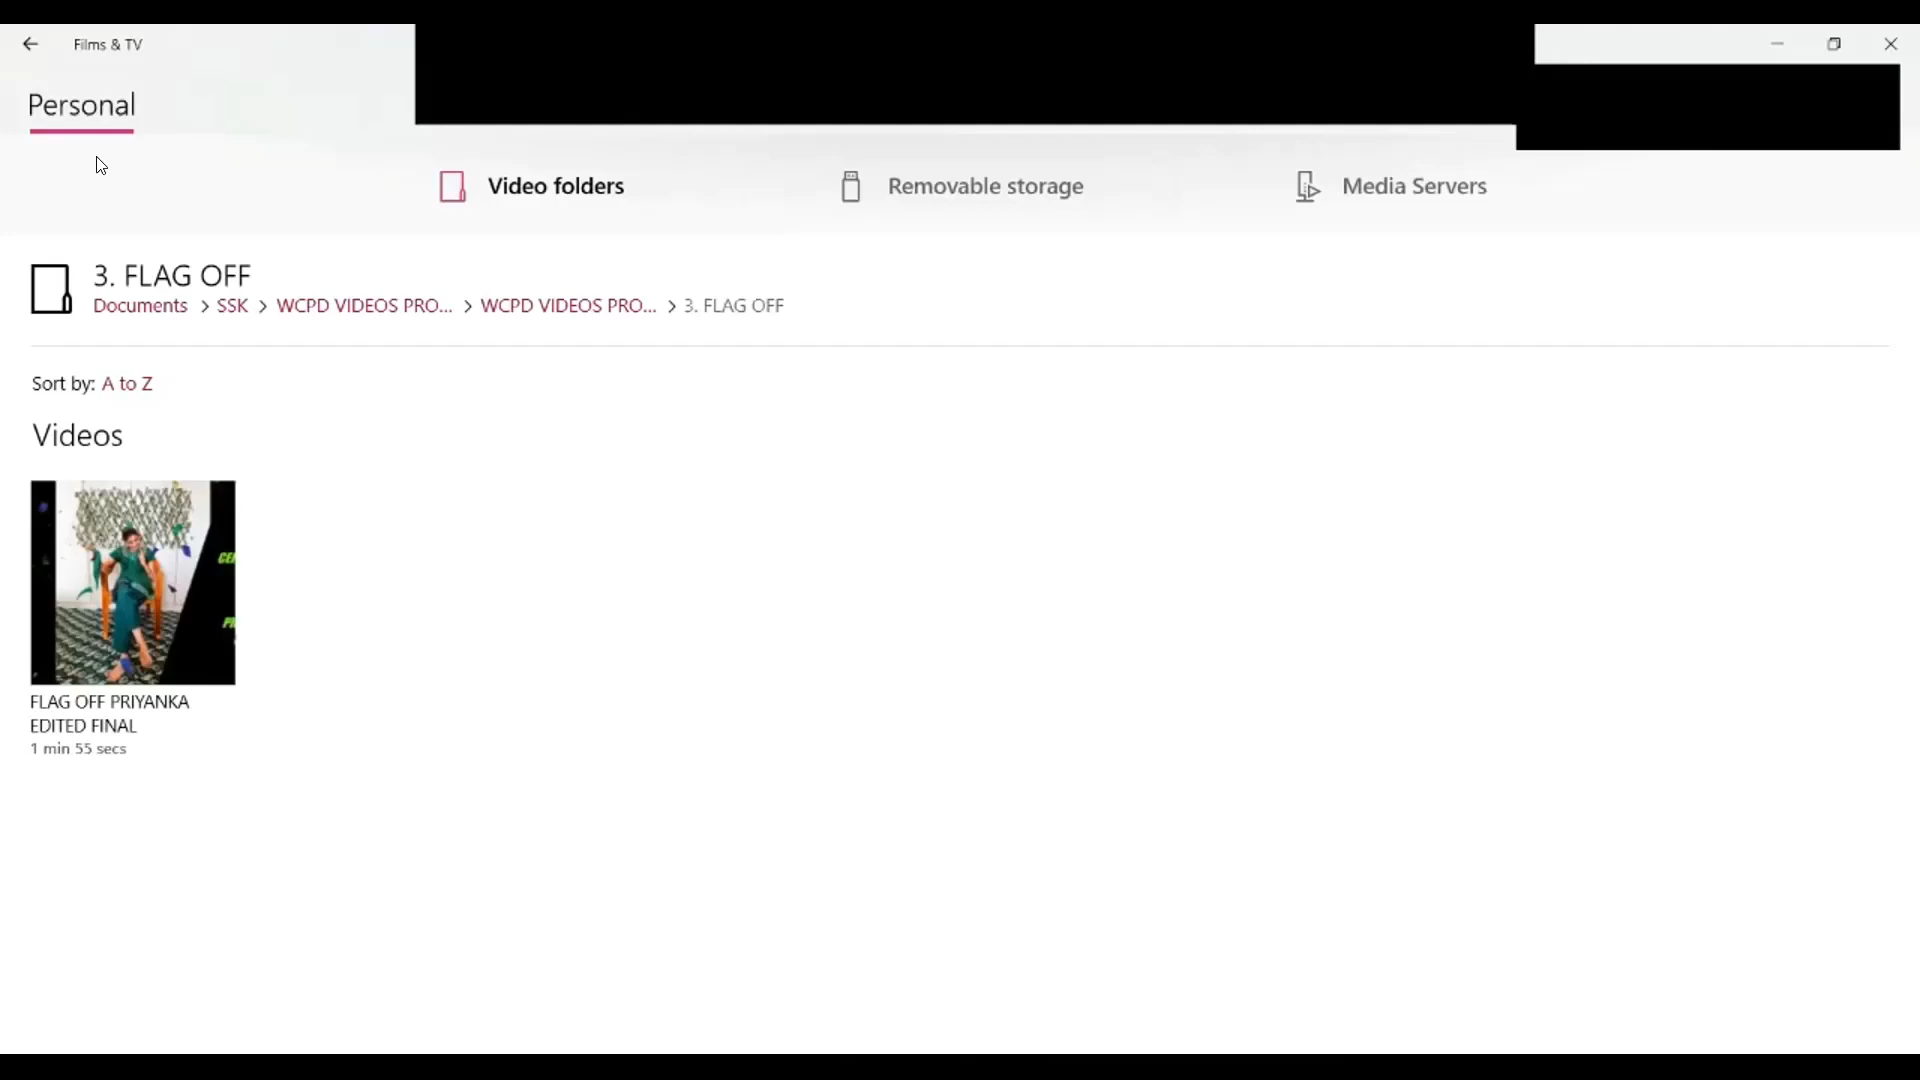 Films & TV
Personal
Video folders
Removable storage
Media Servers
3. FLAG OFF
Documents > SSK > WCPD VIDEOS PRO... > WCPD VIDEOS PRO... > 3. FLAG OFF
Sort by: A to Z
Videos
FLAG OFF PRIYANKA
EDITED FINAL
1 min 55 secs